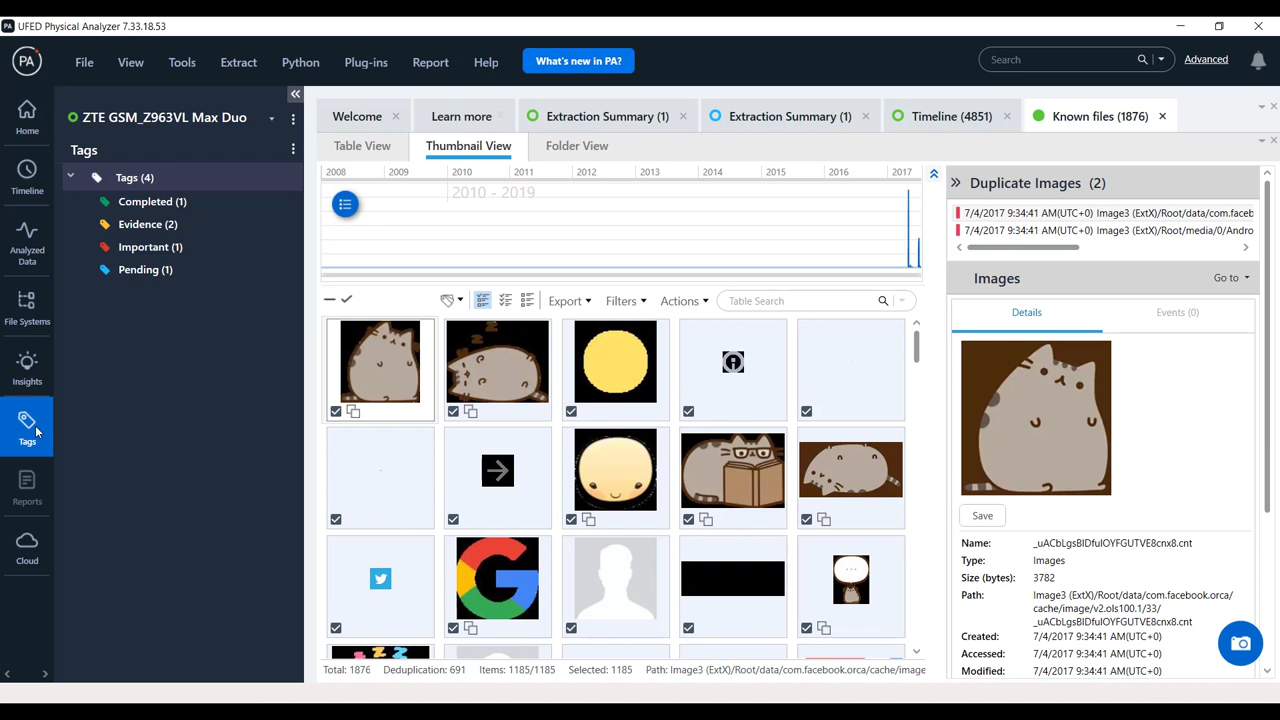 PA UFED Physical Analyzer 7.33.18.53
PA File View Tools Extract Python Plug-ins Report Help What's new in PA? Search Advanced
Home
Timeline
Analyzed
Data
File Systems
Insights
Tags
Reports
Cloud
ZTE GSM_Z963VL Max Duo
Tags
Tags (4)
Completed (1)
Evidence (2)
Important (1)
Pending (1)
Welcome Learn more Extraction Summary (1) Extraction Summary (1) Timeline (4851) Known files (1876)
Table View Thumbnail View Folder View
2008 2009 2010 2011 2012 2013 2014 2015 2016 2017
2010 - 2019
Export Filters Actions Table Search
Total: 1876 Deduplication: 691 Items: 1185/1185 Selected: 1185 Path: Image3 (ExtX)/Root/data/com.facebook.orca/cache/image
Duplicate Images (2)
7/4/2017 9:34:41 AM(UTC+0) Image3 (ExtX)/Root/data/com.faceb
7/4/2017 9:34:41 AM(UTC+0) Image3 (ExtX)/Root/media/0/Andro
Images Go to
Details Events (0)
Save
Name: _uACbLgsBIDfulOYFGUTVE8cnx8.cnt
Type: Images
Size (bytes): 3782
Path: Image3 (ExtX)/Root/data/com.facebook.orca/
cache/image/v2.ols100.1/33/
_uACbLgsBIDfulOYFGUTVE8cnx8.cnt
Created: 7/4/2017 9:34:41 AM(UTC+0)
Accessed: 7/4/2017 9:34:41 AM(UTC+0)
Modified: 7/4/2017 9:34:41 AM(UTC+0)